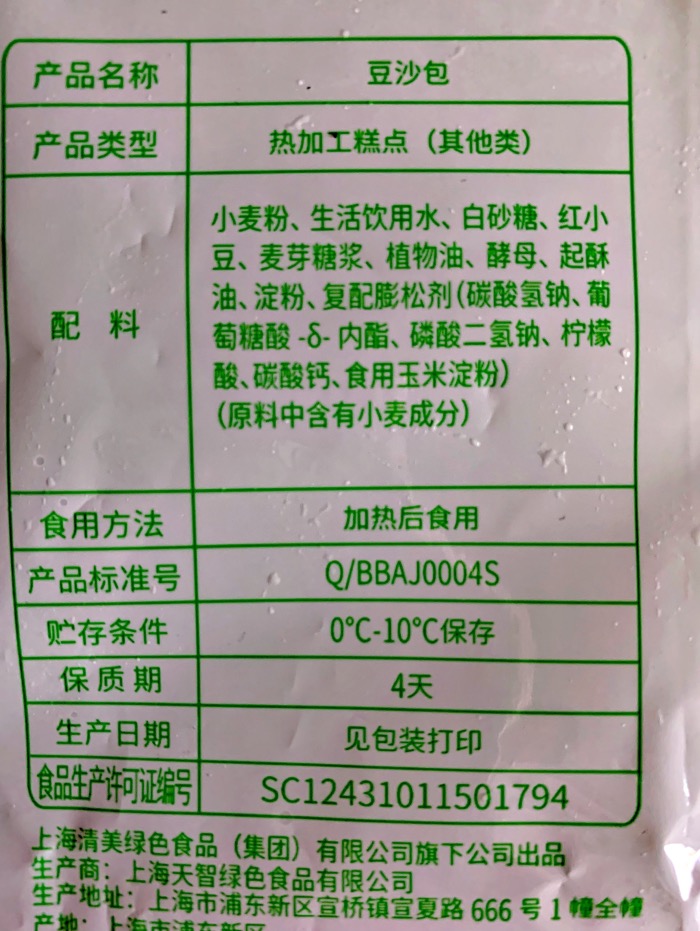 产品名称 豆沙包
产品类型 热加工糕点（其他类）
配 料
小麦粉、生活饮用水、白砂糖、红小
豆、麦芽糖浆、植物油、酵母、起酥
油、淀粉、复配膨松剂（碳酸氢钠、葡
萄糖酸-δ-内酯、磷酸二氢钠、柠檬
酸、碳酸钙、食用玉米淀粉）
（原料中含有小麦成分）
食用方法 加热后食用
产品标准号 Q/BBAJ0004S
贮存条件 0℃-10℃保存
保质期 4天
生产日期 见包装打印
食品生产许可证编号 SC12431011501794
上海清美绿色食品（集团）有限公司旗下公司出品
生产商：上海天智绿色食品有限公司
生产地址：上海市浦东新区宣桥镇宣夏路 666 号 1 幢全幢
产地：上海市浦东新区